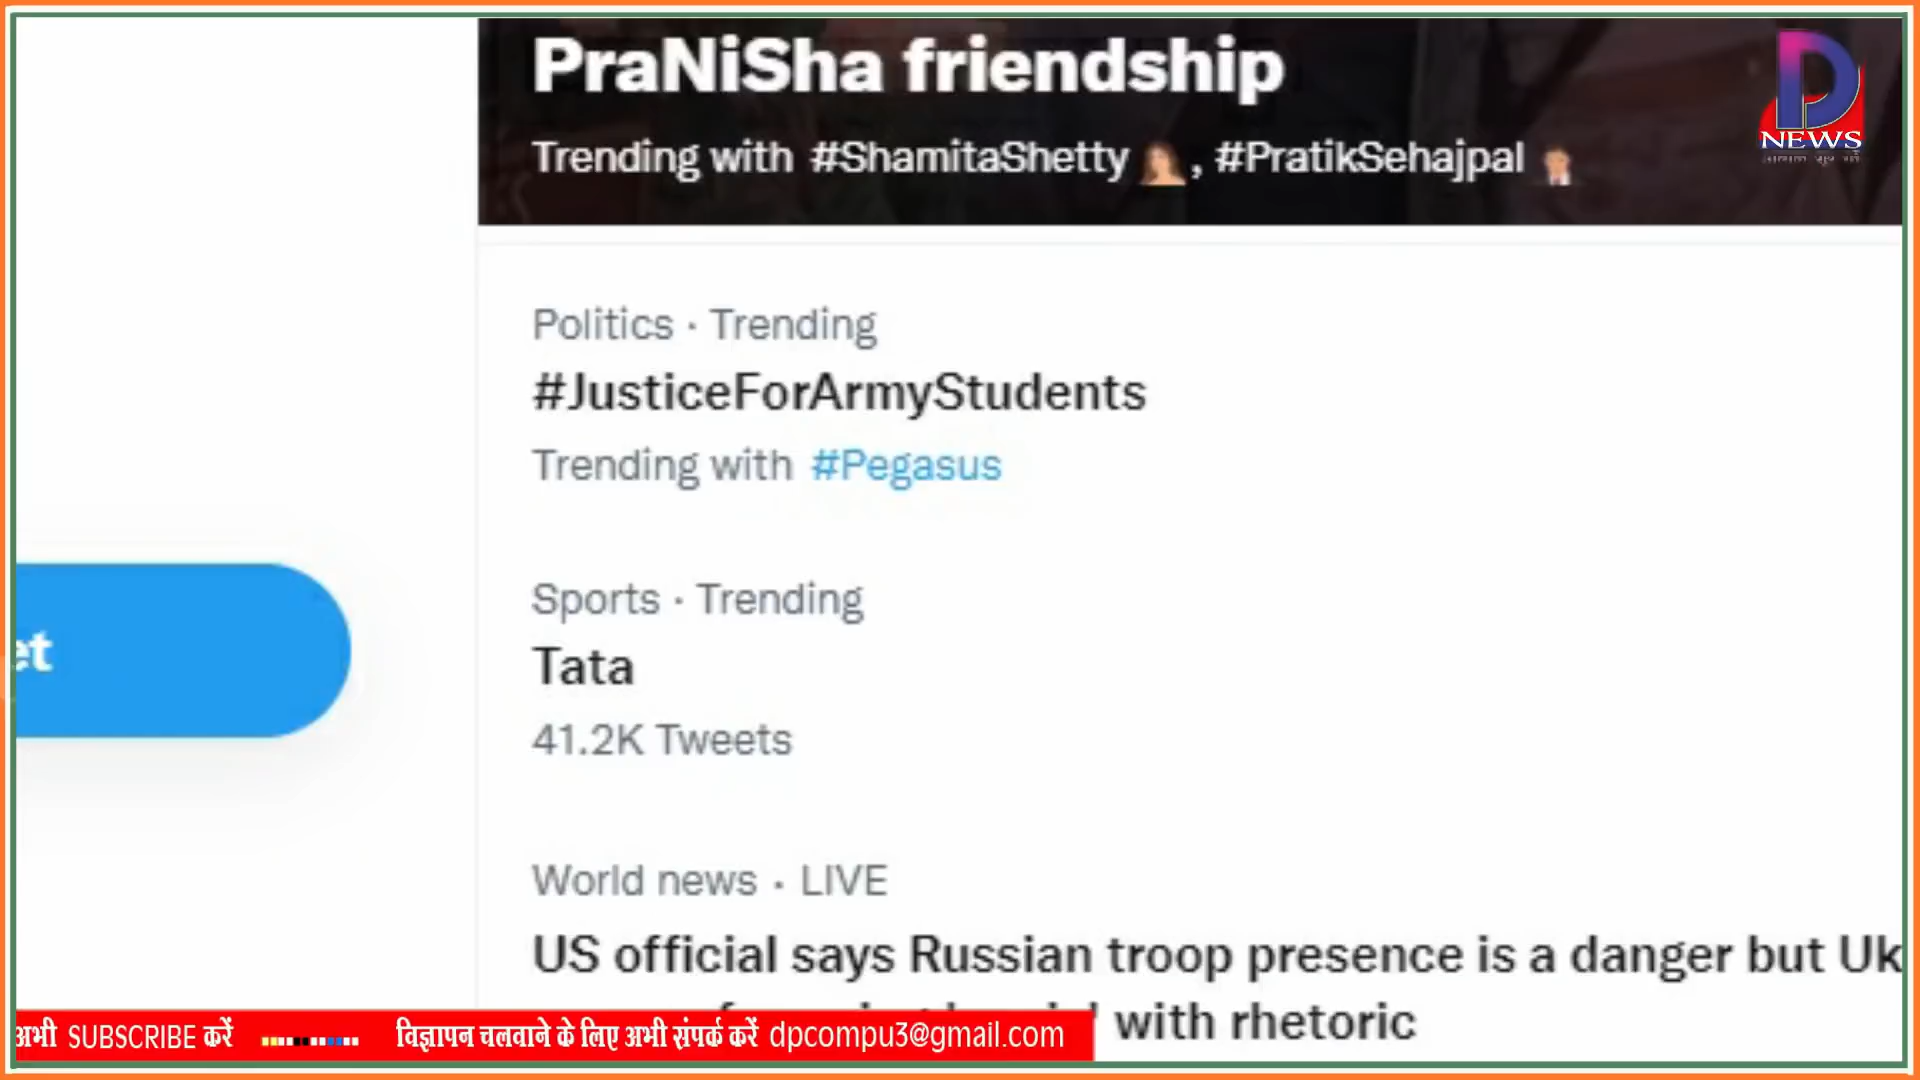 PraNiSha friendship
Trending with #ShamitaShetty , #PratikSehajpal
D
NEWS
Politics · Trending
#JusticeForArmyStudents
Trending with #Pegasus
Sports · Trending
Tata
41.2K Tweets
et
World news · LIVE
US official says Russian troop presence is a danger but Uk
with rhetoric
अभी SUBSCRIBE करें विज्ञापन चलवाने के लिए अभी संपर्क करें dpcompu3@gmail.com